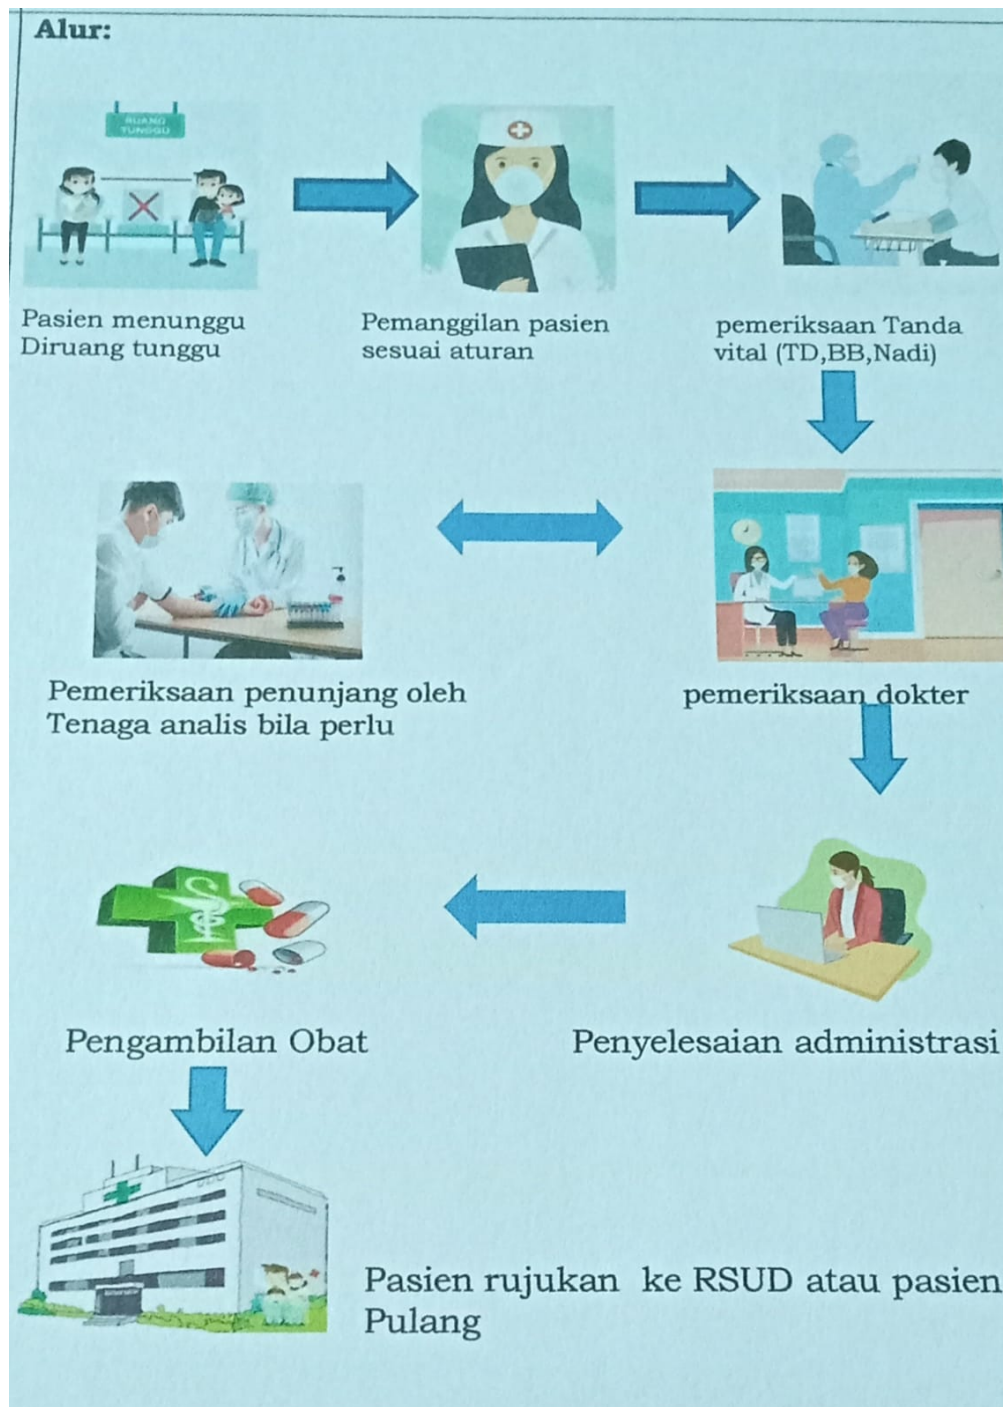 Alur:
RUANG
TUNGGU
Pasien menunggu
Diruang tunggu
Pemanggilan pasien
sesuai aturan
pemeriksaan Tanda
vital (TD,BB,Nadi)
Pemeriksaan penunjang oleh
Tenaga analis bila perlu
pemeriksaan dokter
Pengambilan Obat
Penyelesaian administrasi
Pasien rujukan ke RSUD atau pasien
Pulang